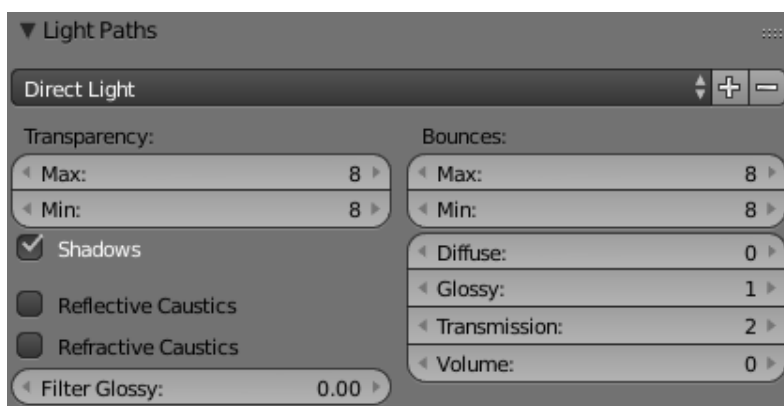 Light Paths
Direct Light
Transparency:
Max: 8
Min: 8
Shadows
Reflective Caustics
Refractive Caustics
Filter Glossy: 0.00
Bounces:
Max: 8
Min: 8
Diffuse: 0
Glossy: 1
Transmission: 2
Volume: 0